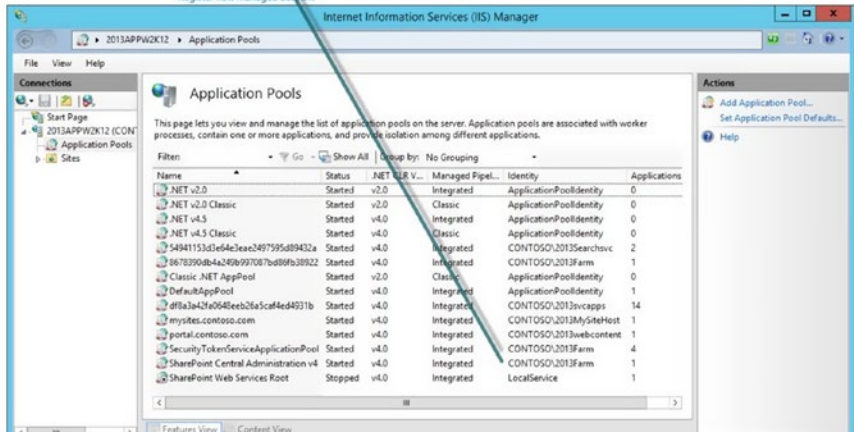 Register New Managed Account
Internet Information Services (IIS) Manager
2013APPW2K12 Application Pools
File View Help
Connections
Start Page
2013APPW2K12 (CONT
Application Pools
Sites
Application Pools
This page lets you view and manage the list of application pools on the server. Application pools are associated with worker
processes, contain one or more applications, and provide isolation among different applications.
Filter: Go Show All Group by: No Grouping
Name Status .NET CLR V... Managed Pipel... Identity Applications
.NET v2.0 Started v2.0 Integrated ApplicationPoolIdentity 0
.NET v2.0 Classic Started v2.0 Classic ApplicationPoolIdentity 0
.NET v4.5 Started v4.0 Integrated ApplicationPoolIdentity 0
.NET v4.5 Classic Started v4.0 Classic ApplicationPoolIdentity 0
54941153d3e64e3eae2497595d89432a Started v4.0 Integrated CONTOSO\2013Searchsvc 2
8678390db4a249b997087bd86fb38922 Started v4.0 Integrated CONTOSO\2013Farm 1
Classic .NET AppPool Started v2.0 Classic ApplicationPoolIdentity 0
DefaultAppPool Started v4.0 Integrated ApplicationPoolIdentity 1
df8a3a42fa0648eeb26a5caf4ed4931b Started v4.0 Integrated CONTOSO\2013svcapps 14
mysites.contoso.com Started v4.0 Integrated CONTOSO\2013MySiteHost 1
portal.contoso.com Started v4.0 Integrated CONTOSO\2013webcontent 1
SecurityTokenServiceApplicationPool Started v4.0 Integrated CONTOSO\2013Farm 4
SharePoint Central Administration v4 Started v4.0 Integrated CONTOSO\2013Farm 1
SharePoint Web Services Root Stopped v4.0 Integrated LocalService 1
Features View Content View
Actions
Add Application Pool...
Set Application Pool Defaults...
Help